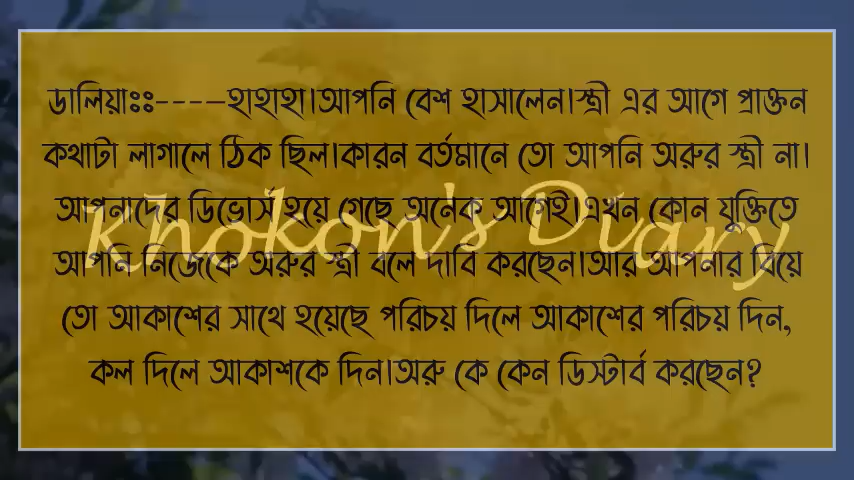 ডালিয়াঃঃ-----হাহাহা।আপনি বেশ হাসালেন।স্ত্রী এর আগে প্রাক্তন
কথাটা লাগালে ঠিক ছিল।কারন বর্তমানে তো আপনি অরুর স্ত্রী না।
আপনাদের ডিভোর্স হয়ে গেছে অনেক আগেই।এখন কোন যুক্তিতে
আপনি নিজেকে অরুর স্ত্রী বলে দাবি করছেন।আর আপনার বিয়ে
তো আকাশের সাথে হয়েছে পরিচয় দিলে আকাশের পরিচয় দিন,
কল দিলে আকাশকে দিন।অরু কে কেন ডিস্টার্ব করছেন?
Khokon's Diary